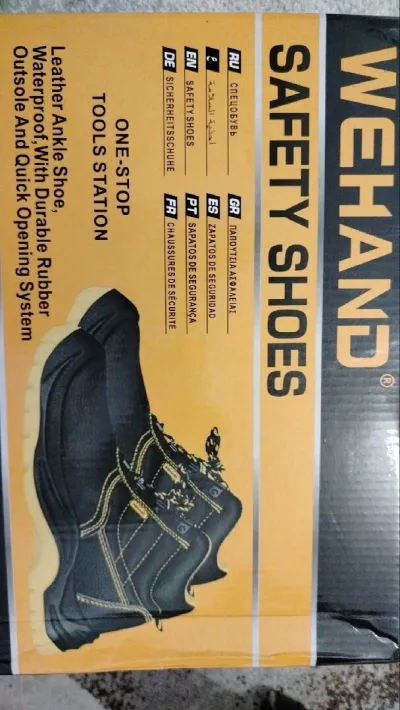 WEHAND®
SAFETY SHOES
RU СПЕЦОБУВЬ
ع أحذية السلامة
EN SAFETY SHOES
DE SICHERHEITSSCHUHE
GR ΠΑΠΟΥΤΣΙΑ ΑΣΦΑΛΕΙΑΣ
ES ZAPATOS DE SEGURIDAD
PT SAPATOS DE SEGURANÇA
FR CHAUSSURES DE SÉCURITÉ
ONE-STOP
TOOLS STATION
Leather Ankle Shoe,
Waterproof,With Durable Rubber
Outsole And Quick Opening System